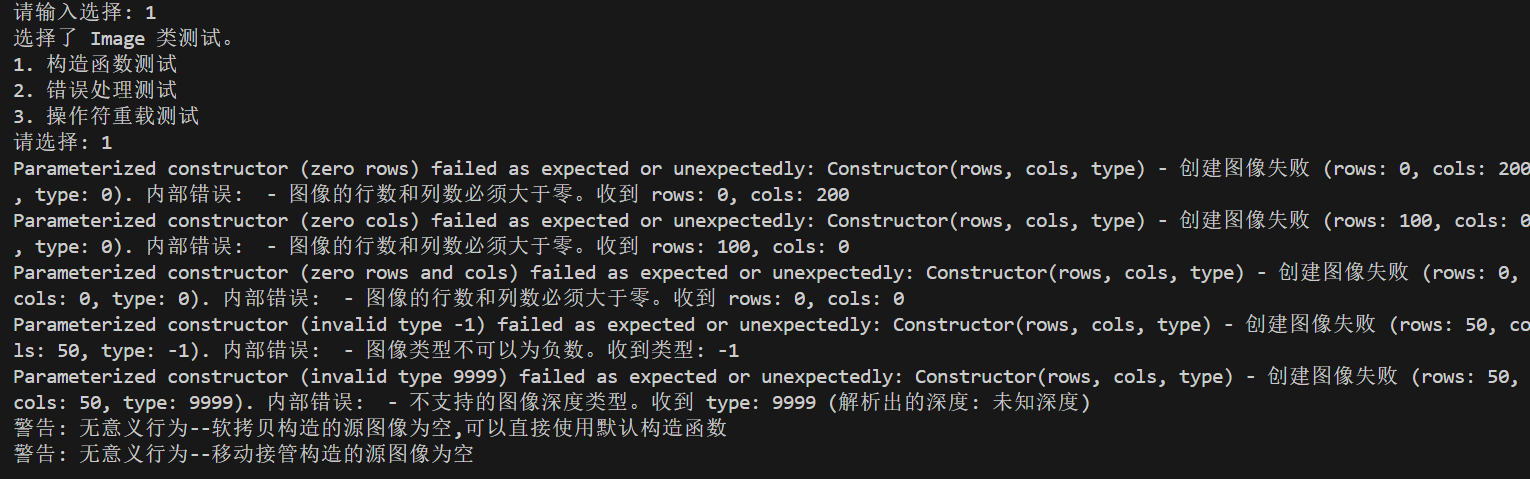 请输入选择: 1
选择了 Image 类测试。
1. 构造函数测试
2. 错误处理测试
3. 操作符重载测试
请选择: 1
Parameterized constructor (zero rows) failed as expected or unexpectedly: Constructor(rows, cols, type) - 创建图像失败 (rows: 0, cols: 200
, type: 0). 内部错误:  - 图像的行数和列数必须大于零。收到 rows: 0, cols: 200
Parameterized constructor (zero cols) failed as expected or unexpectedly: Constructor(rows, cols, type) - 创建图像失败 (rows: 100, cols: 0
, type: 0). 内部错误:  - 图像的行数和列数必须大于零。收到 rows: 100, cols: 0
Parameterized constructor (zero rows and cols) failed as expected or unexpectedly: Constructor(rows, cols, type) - 创建图像失败 (rows: 0,
cols: 0, type: 0). 内部错误:  - 图像的行数和列数必须大于零。收到 rows: 0, cols: 0
Parameterized constructor (invalid type -1) failed as expected or unexpectedly: Constructor(rows, cols, type) - 创建图像失败 (rows: 50, co
ls: 50, type: -1). 内部错误:  - 图像类型不可以为负数。收到类型: -1
Parameterized constructor (invalid type 9999) failed as expected or unexpectedly: Constructor(rows, cols, type) - 创建图像失败 (rows: 50,
cols: 50, type: 9999). 内部错误:  - 不支持的图像深度类型。收到 type: 9999 (解析出的深度: 未知深度)
警告: 无意义行为--软拷贝构造的源图像为空,可以直接使用默认构造函数
警告: 无意义行为--移动接管构造的源图像为空